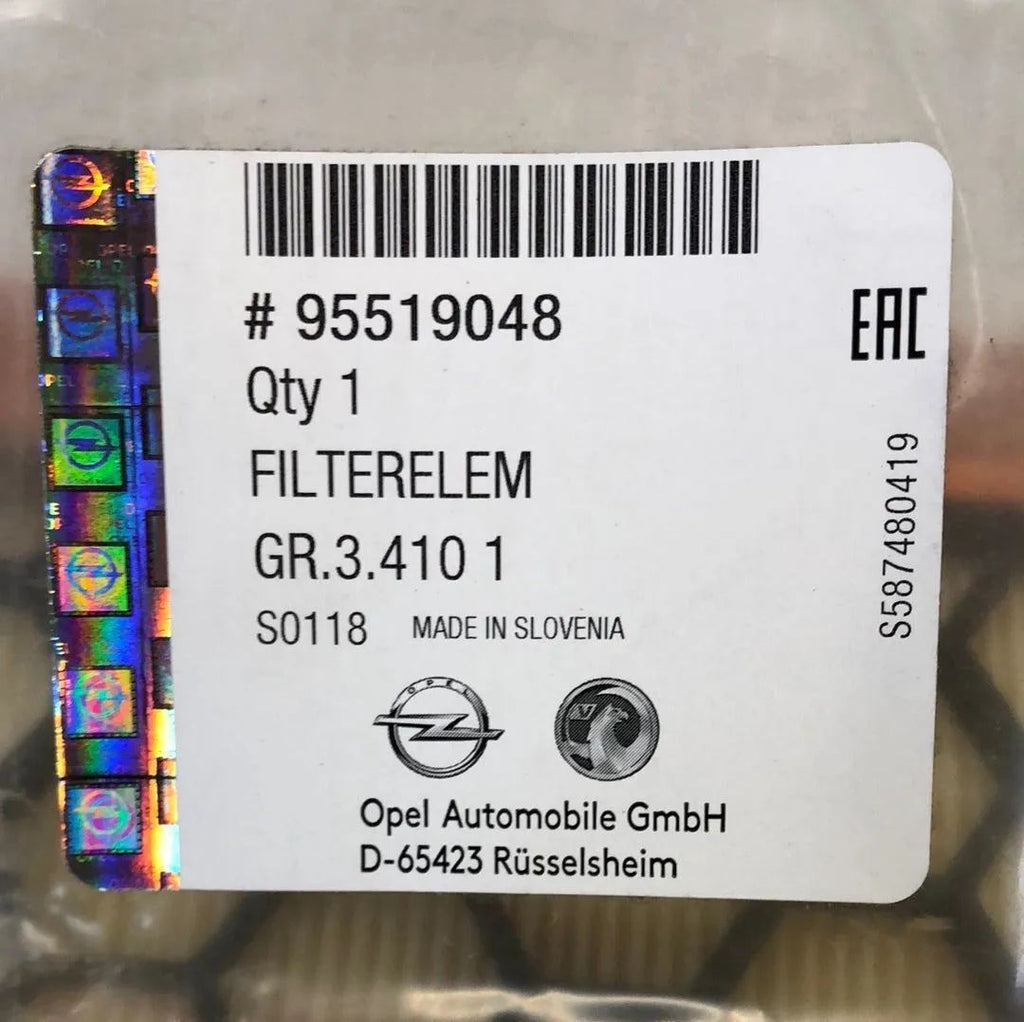 # 95519048
Qty 1
FILTERELEM
GR.3.410 1
S0118 MADE IN SLOVENIA
EAC
S587480419
OPEL
V
Opel Automobile GmbH
D-65423 Rüsselsheim